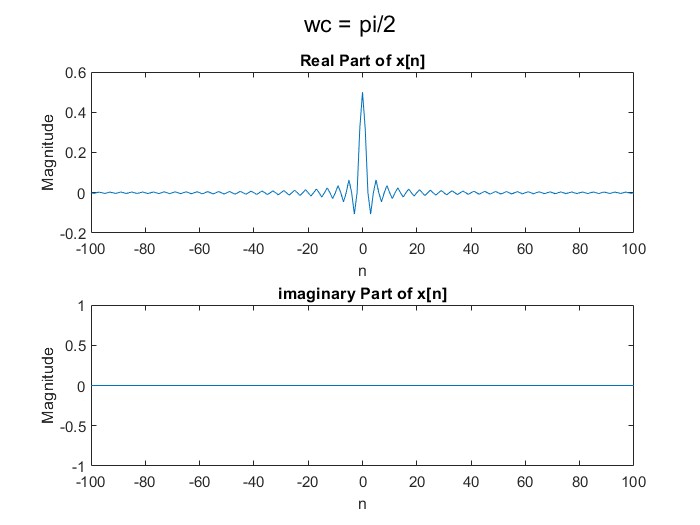 wc = pi/2
Real Part of x[n]
0.6
0.4
0.2
0
-0.2
Magnitude
-100 -80 -60 -40 -20 0 20 40 60 80 100
n
imaginary Part of x[n]
1
0.5
0
-0.5
-1
Magnitude
-100 -80 -60 -40 -20 0 20 40 60 80 100
n